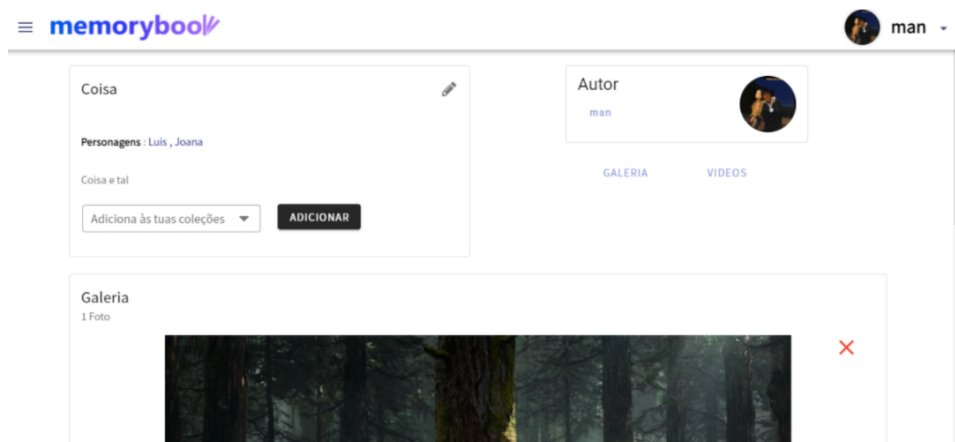 memorybook
man
Coisa
Personagens : Luis , Joana
Coisa e tal
Adiciona às tuas coleções
ADICIONAR
Autor
man
GALERIA
VIDEOS
Galeria
1 Foto